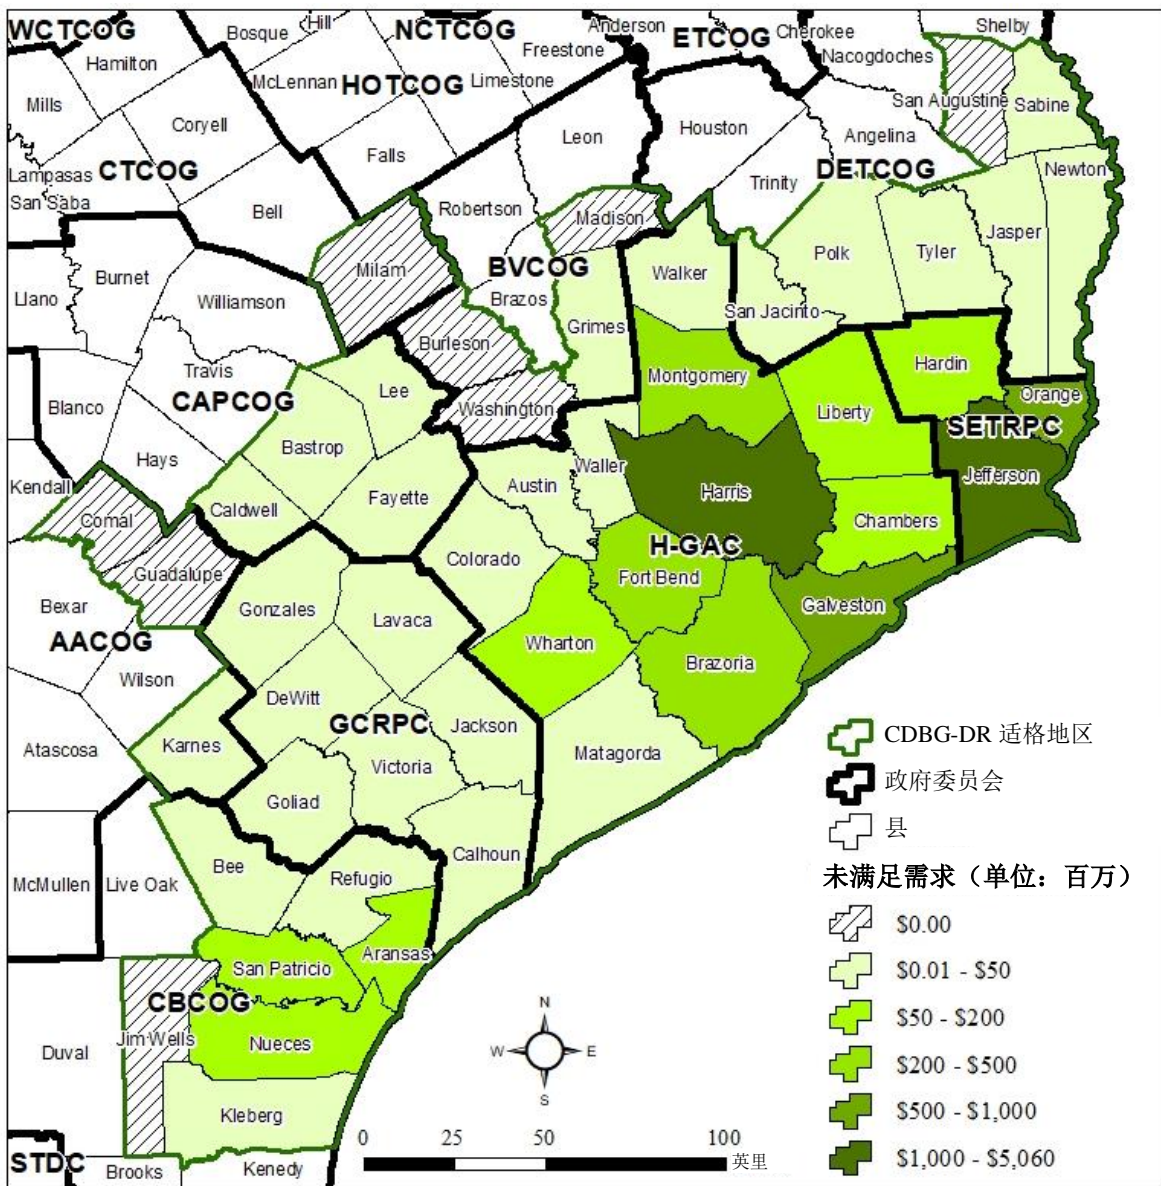 WCTCOG
Bosque
Hill
NCTCOG
Anderson
ETCOG
Cherokee
Shelby
Hamilton
McLennan
HOTCOG
Limestone
Freestone
Nacogdoches
Mills
San Augustine
Sabine
Coryell
Leon
Houston
Angelina
Falls
Lampasas
CTCOG
DETCOG
Newton
San Saba
Trinity
Bell
Robertson
Madison
Jasper
Burnet
Milam
BVCOG
Walker
Polk
Tyler
Llano
Williamson
Brazos
San Jacinto
Grimes
Burleson
Travis
Hardin
Montgomery
Lee
Orange
Blanco
CAPCOG
Washington
Liberty
SETRPC
Bastrop
Hays
Waller
Jefferson
Kendall
Austin
Harris
Fayette
Caldwell
Comal
Chambers
H-GAC
Colorado
Guadalupe
Fort Bend
Bexar
Gonzales
Galveston
Lavaca
AACOG
Wharton
Brazoria
Wilson
DeWitt
GCRPC
Jackson
Atascosa
Karnes
Victoria
Matagorda
Goliad
Calhoun
Bee
McMullen
Live Oak
Refugio
Aransas
San Patricio
CBCOG
Jim Wells
Nueces
Duval
Kleberg
STDC
Brooks
Kenedy
CDBG-DR 适格地区
政府委员会
县
未满足需求（单位：百万）
$0.00
$0.01 - $50
$50 - $200
$200 - $500
$500 - $1,000
$1,000 - $5,060
N
W E
S
0 25 50 100
英里